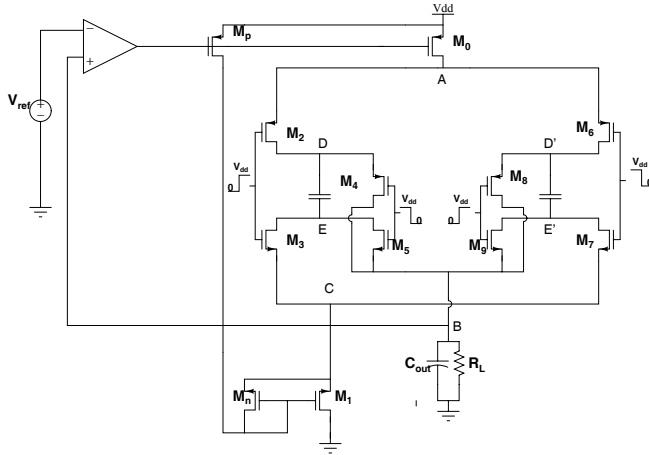 Vdd
Mp
M0
−
+
A
Vref
+
−
M2
D
D'
M6
M4
M8
Vdd
0
Vdd
0
Vdd
0
Vdd
0
E
E'
M3
M5
M9
M7
C
B
Cout
RL
Mn
M1